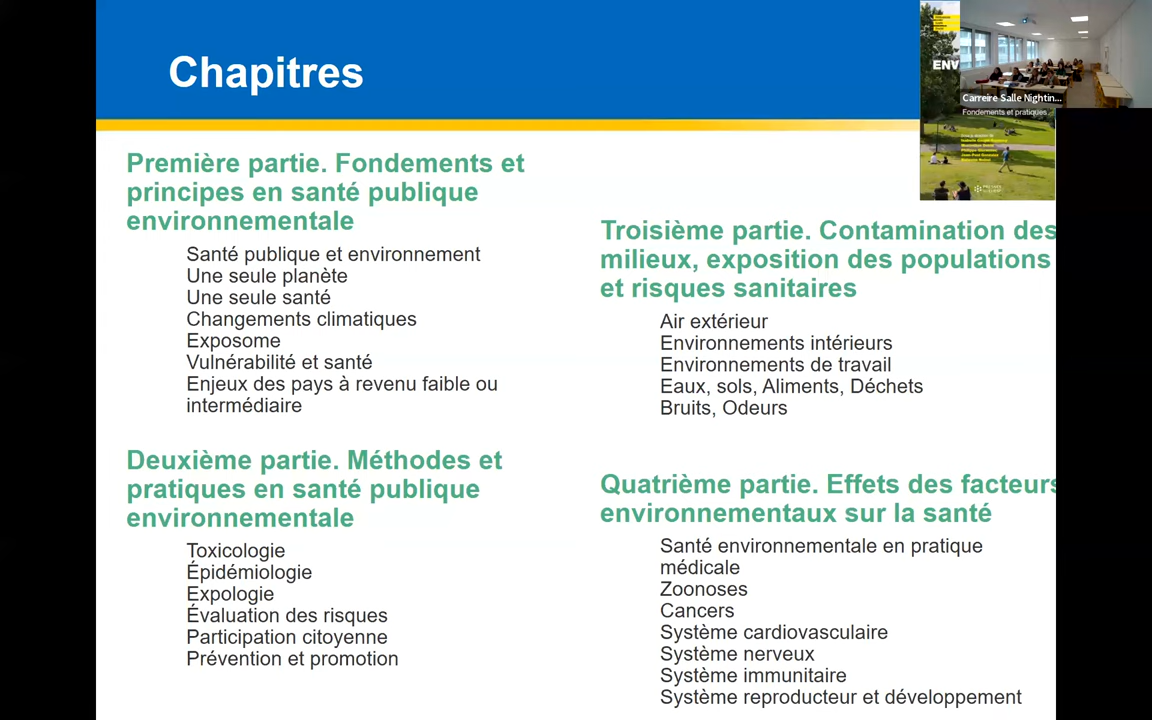 Chapitres
Première partie. Fondements et
principes en santé publique
environnementale
Santé publique et environnement
Une seule planète
Une seule santé
Changements climatiques
Exposome
Vulnérabilité et santé
Enjeux des pays à revenu faible ou
intermédiaire
Deuxième partie. Méthodes et
pratiques en santé publique
environnementale
Toxicologie
Épidémiologie
Expologie
Évaluation des risques
Participation citoyenne
Prévention et promotion
Troisième partie. Contamination des
milieux, exposition des populations
et risques sanitaires
Air extérieur
Environnements intérieurs
Environnements de travail
Eaux, sols, Aliments, Déchets
Bruits, Odeurs
Quatrième partie. Effets des facteurs
environnementaux sur la santé
Santé environnementale en pratique
médicale
Zoonoses
Cancers
Système cardiovasculaire
Système nerveux
Système immunitaire
Système reproducteur et développement
ENV
Carreire Salle Nightin...
Fondements et pratiques